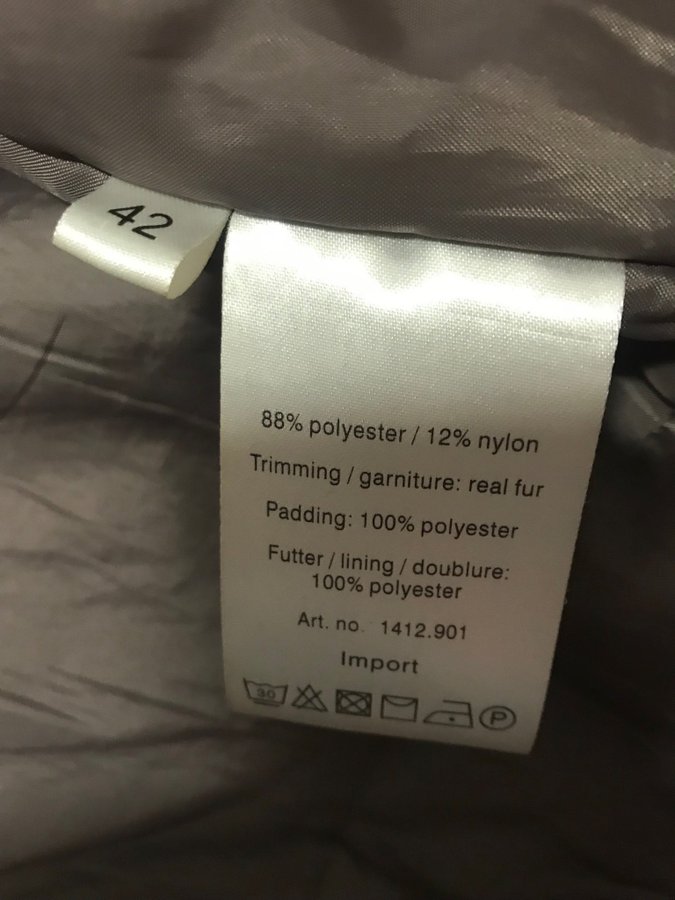 42
88% polyester / 12% nylon
Trimming / garniture: real fur
Padding: 100% polyester
Futter / lining / doublure:
100% polyester
Art. no. 1412.901
Import
30 P